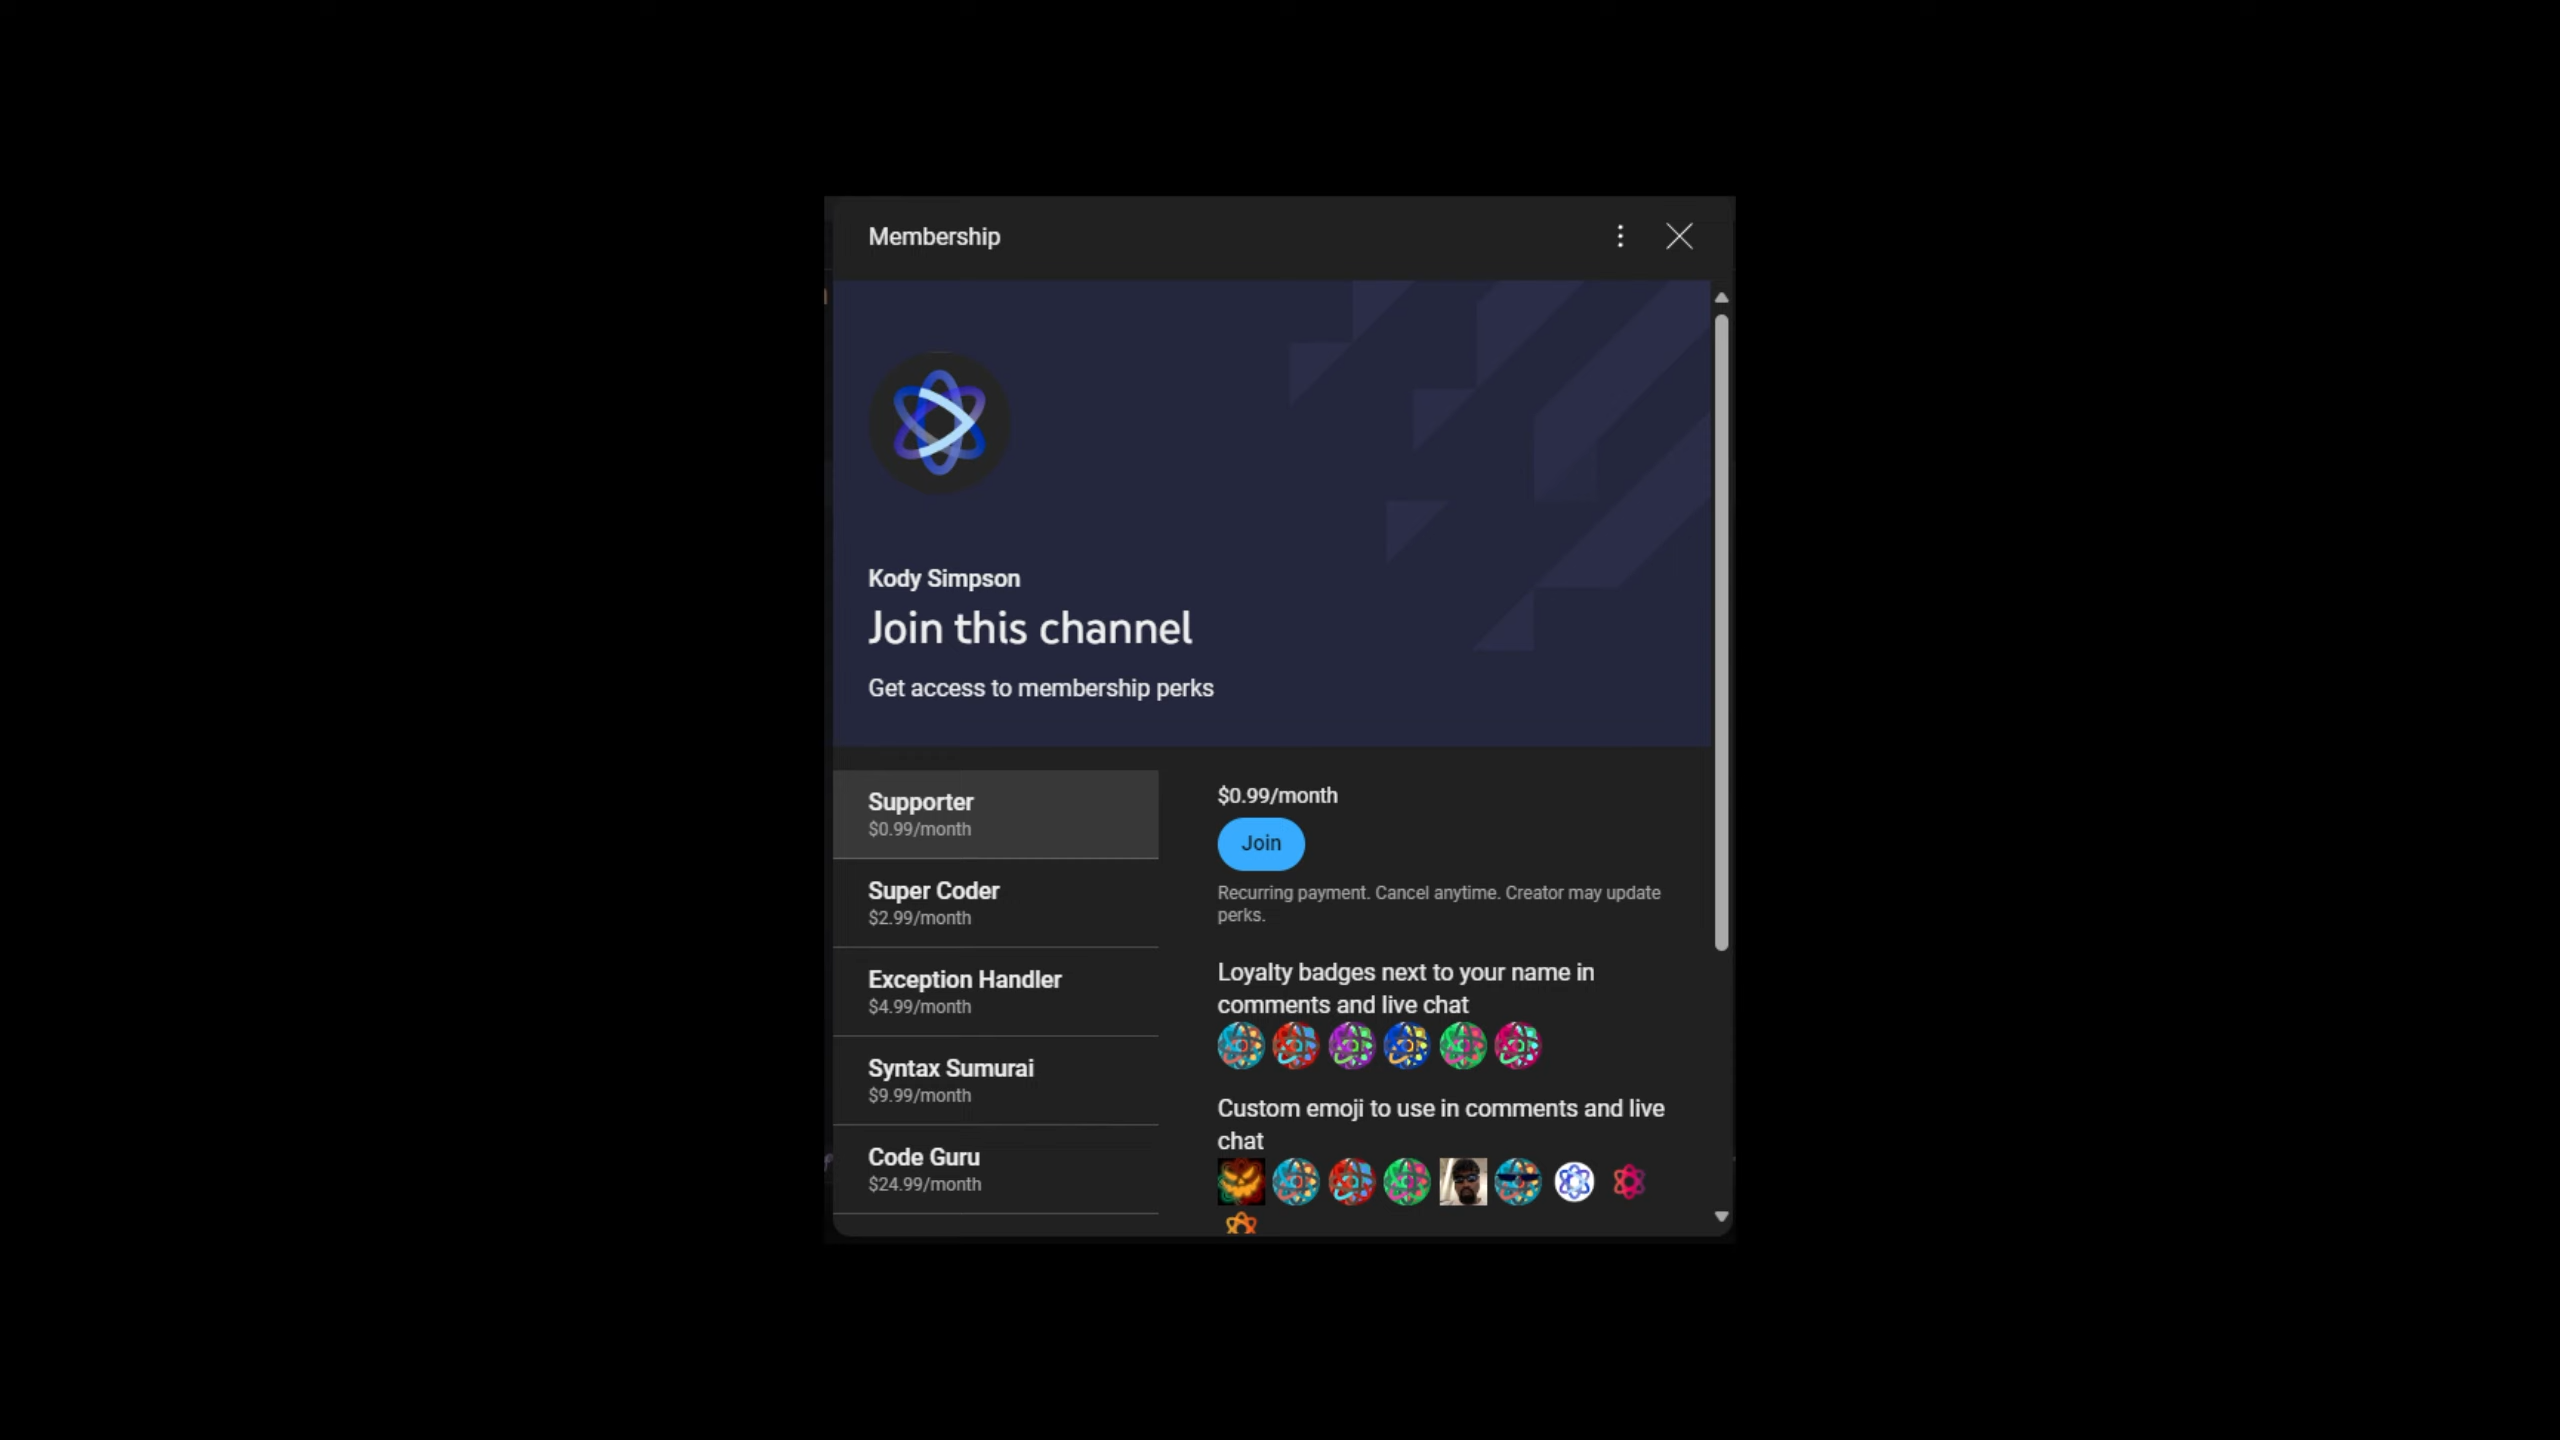 Membership
Kody Simpson
Join this channel
Get access to membership perks
Supporter
$0.99/month
Super Coder
$2.99/month
Exception Handler
$4.99/month
Syntax Sumurai
$9.99/month
Code Guru
$24.99/month
$0.99/month
Join
Recurring payment. Cancel anytime. Creator may update
perks.
Loyalty badges next to your name in
comments and live chat
Custom emoji to use in comments and live
chat